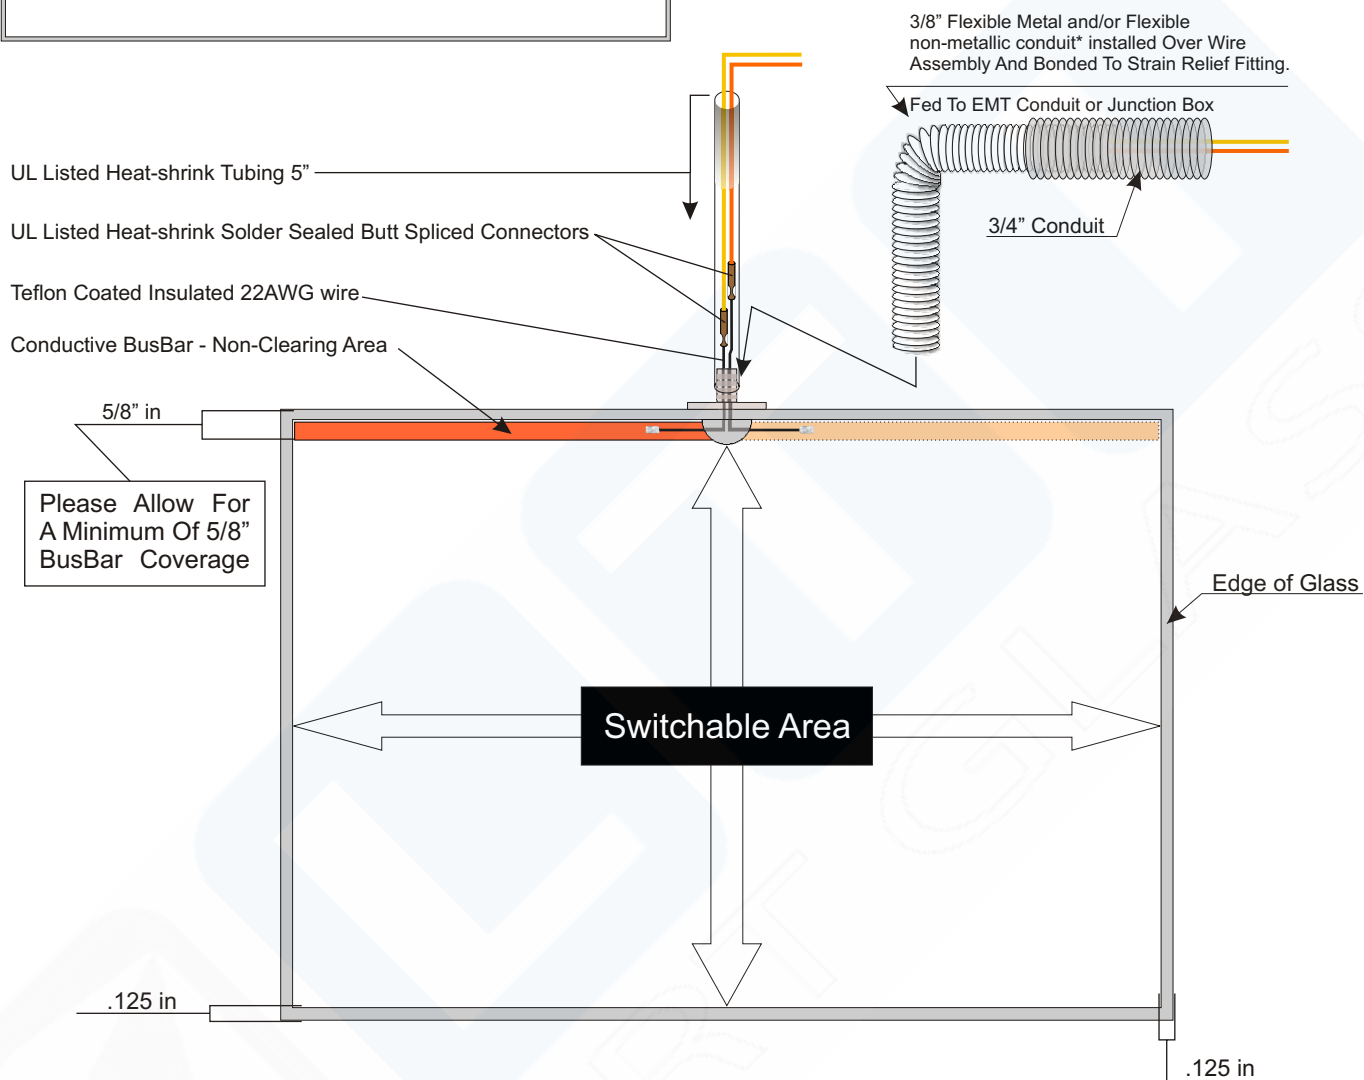 3/8” Flexible Metal and/or Flexible
non-metallic conduit* installed Over Wire
Assembly And Bonded To Strain Relief Fitting.
Fed To EMT Conduit or Junction Box
UL Listed Heat-shrink Tubing 5”
3/4” Conduit
UL Listed Heat-shrink Solder Sealed Butt Spliced Connectors
Teflon Coated Insulated 22AWG wire
Conductive BusBar - Non-Clearing Area
5/8” in
Please Allow For
A Minimum Of 5/8”
BusBar Coverage
Edge of Glass
Switchable Area
.125 in
.125 in